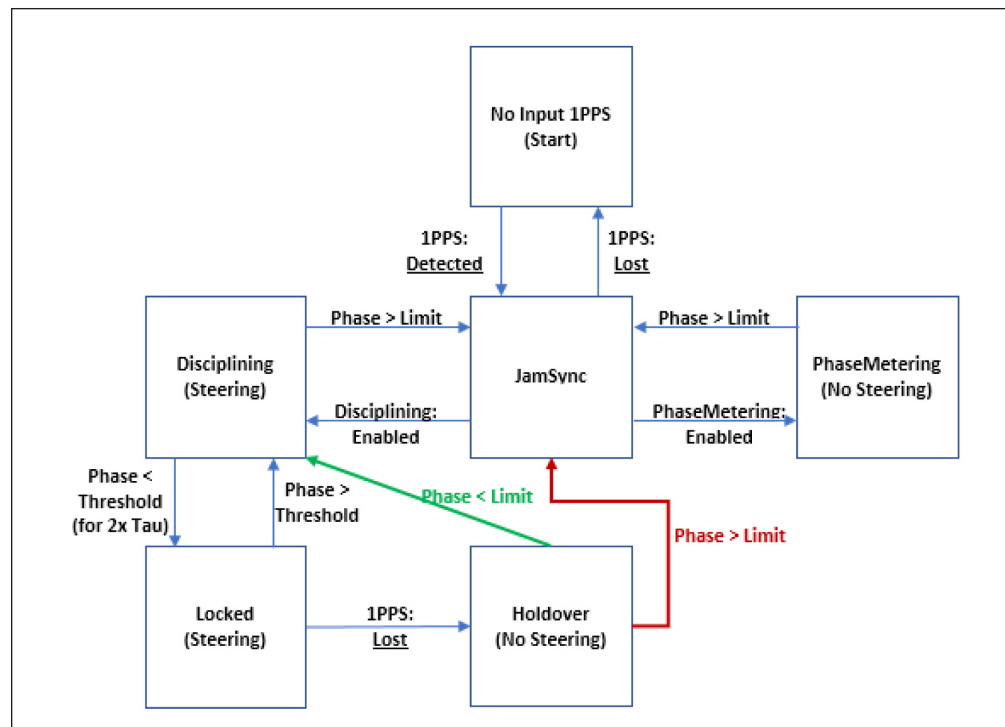 No Input 1PPS
(Start)
1PPS:
Detected
1PPS:
Lost
Disciplining
(Steering)
Phase > Limit
Disciplining:
Enabled
JamSync
Phase > Limit
PhaseMetering:
Enabled
PhaseMetering
(No Steering)
Phase <
Threshold
(for 2x Tau)
Phase >
Threshold
Phase < Limit
Phase > Limit
Locked
(Steering)
1PPS:
Lost
Holdover
(No Steering)